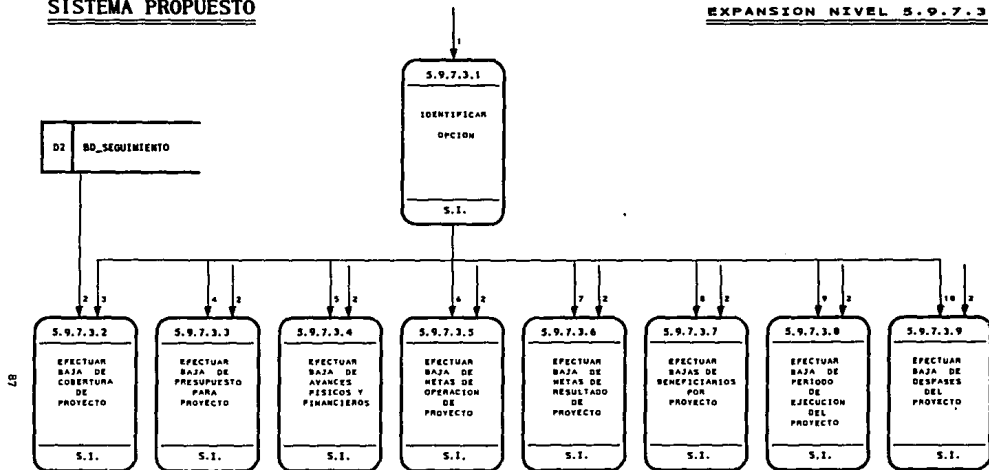 SISTEMA PROPUESTO
EXPANSION NIVEL 5.9.7.3
1
5.9.7.3.1
IDENTIFICAR
OPCION
S.I.
D2 BD_SEGUIMIENTO
2 3
4 2
5 2
6 2
7 2
8 2
9 2
10 2
5.9.7.3.2
EFECTUAR
BAJA DE
COBERTURA
DE
PROYECTO
S.I.
5.9.7.3.3
EFECTUAR
BAJA DE
PRESUPUESTO
PARA
PROYECTO
S.I.
5.9.7.3.4
EFECTUAR
BAJA DE
AVANCES
FISICOS Y
FINANCIEROS
S.I.
5.9.7.3.5
EFECTUAR
BAJA DE
METAS DE
OPERACION
DE
PROYECTO
S.I.
5.9.7.3.6
EFECTUAR
BAJA DE
METAS DE
RESULTADO
DE
PROYECTO
S.I.
5.9.7.3.7
EFECTUAR
BAJAS DE
BENEFICIARIOS
POR
PROYECTO
S.I.
5.9.7.3.8
EFECTUAR
BAJA DE
PERIODO
DE
EJECUCION
DEL
PROYECTO
S.I.
5.9.7.3.9
EFECTUAR
BAJA DE
DESFASES
DEL
PROYECTO
S.I.
87